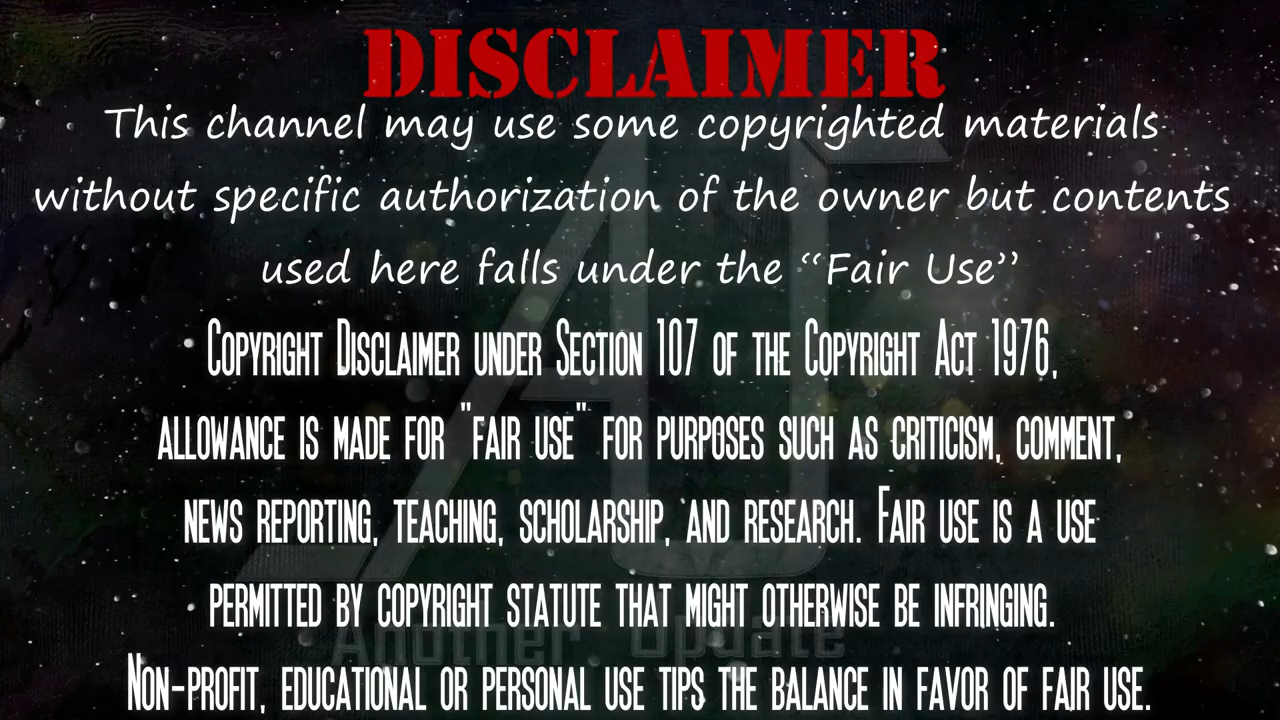 DISCLAIMER
This channel may use some copyrighted materials
without specific authorization of the owner but contents
used here falls under the “Fair Use”
Copyright Disclaimer under Section 107 of the Copyright Act 1976,
allowance is made for "fair use" for purposes such as criticism, comment,
news reporting, teaching, scholarship, and research. Fair use is a use
permitted by copyright statute that might otherwise be infringing.
Another Update
Non-profit, educational or personal use tips the balance in favor of fair use.